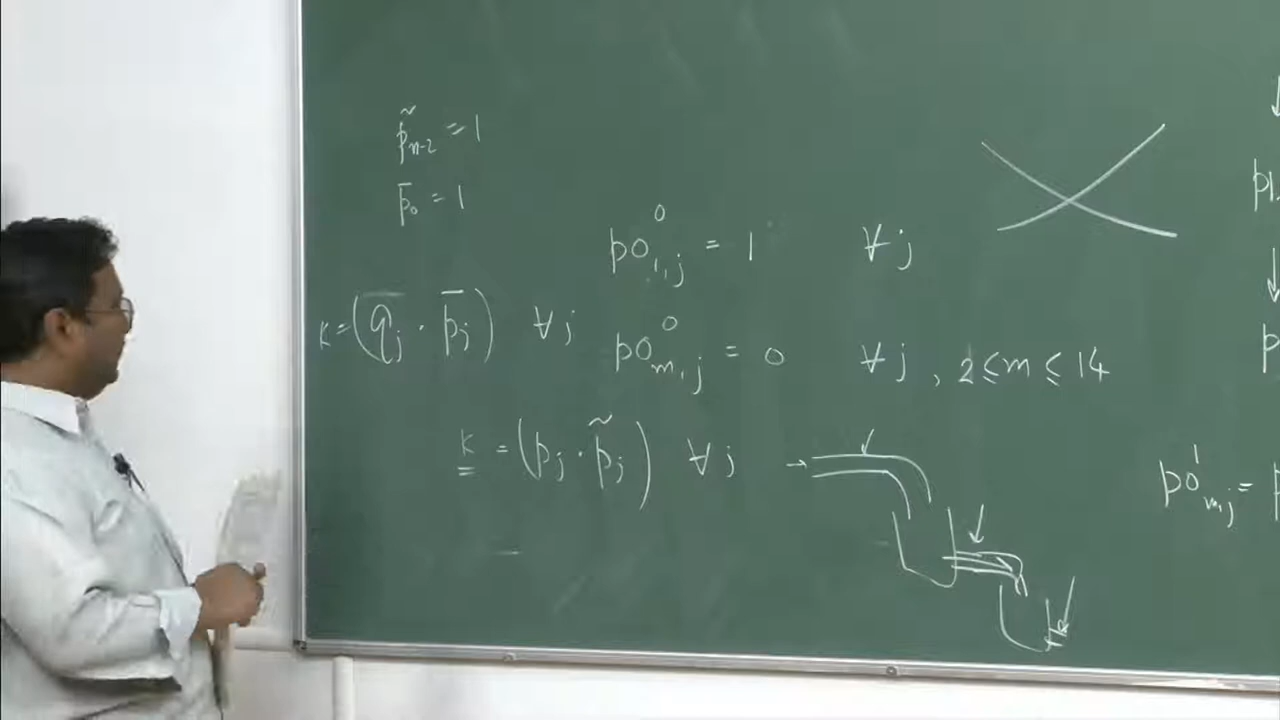 p̃ₙ₋₂ = 1
p̄₀ = 1
po⁰₁,ⱼ = 1 ∀ j
K = (q̄ⱼ · p̄ⱼ) ∀ j
po⁰ₘ,ⱼ = 0 ∀ j, 2 ≤ m ≤ 14
k = (pⱼ · p̃ⱼ) ∀ j
po¹ₘ,ⱼ =